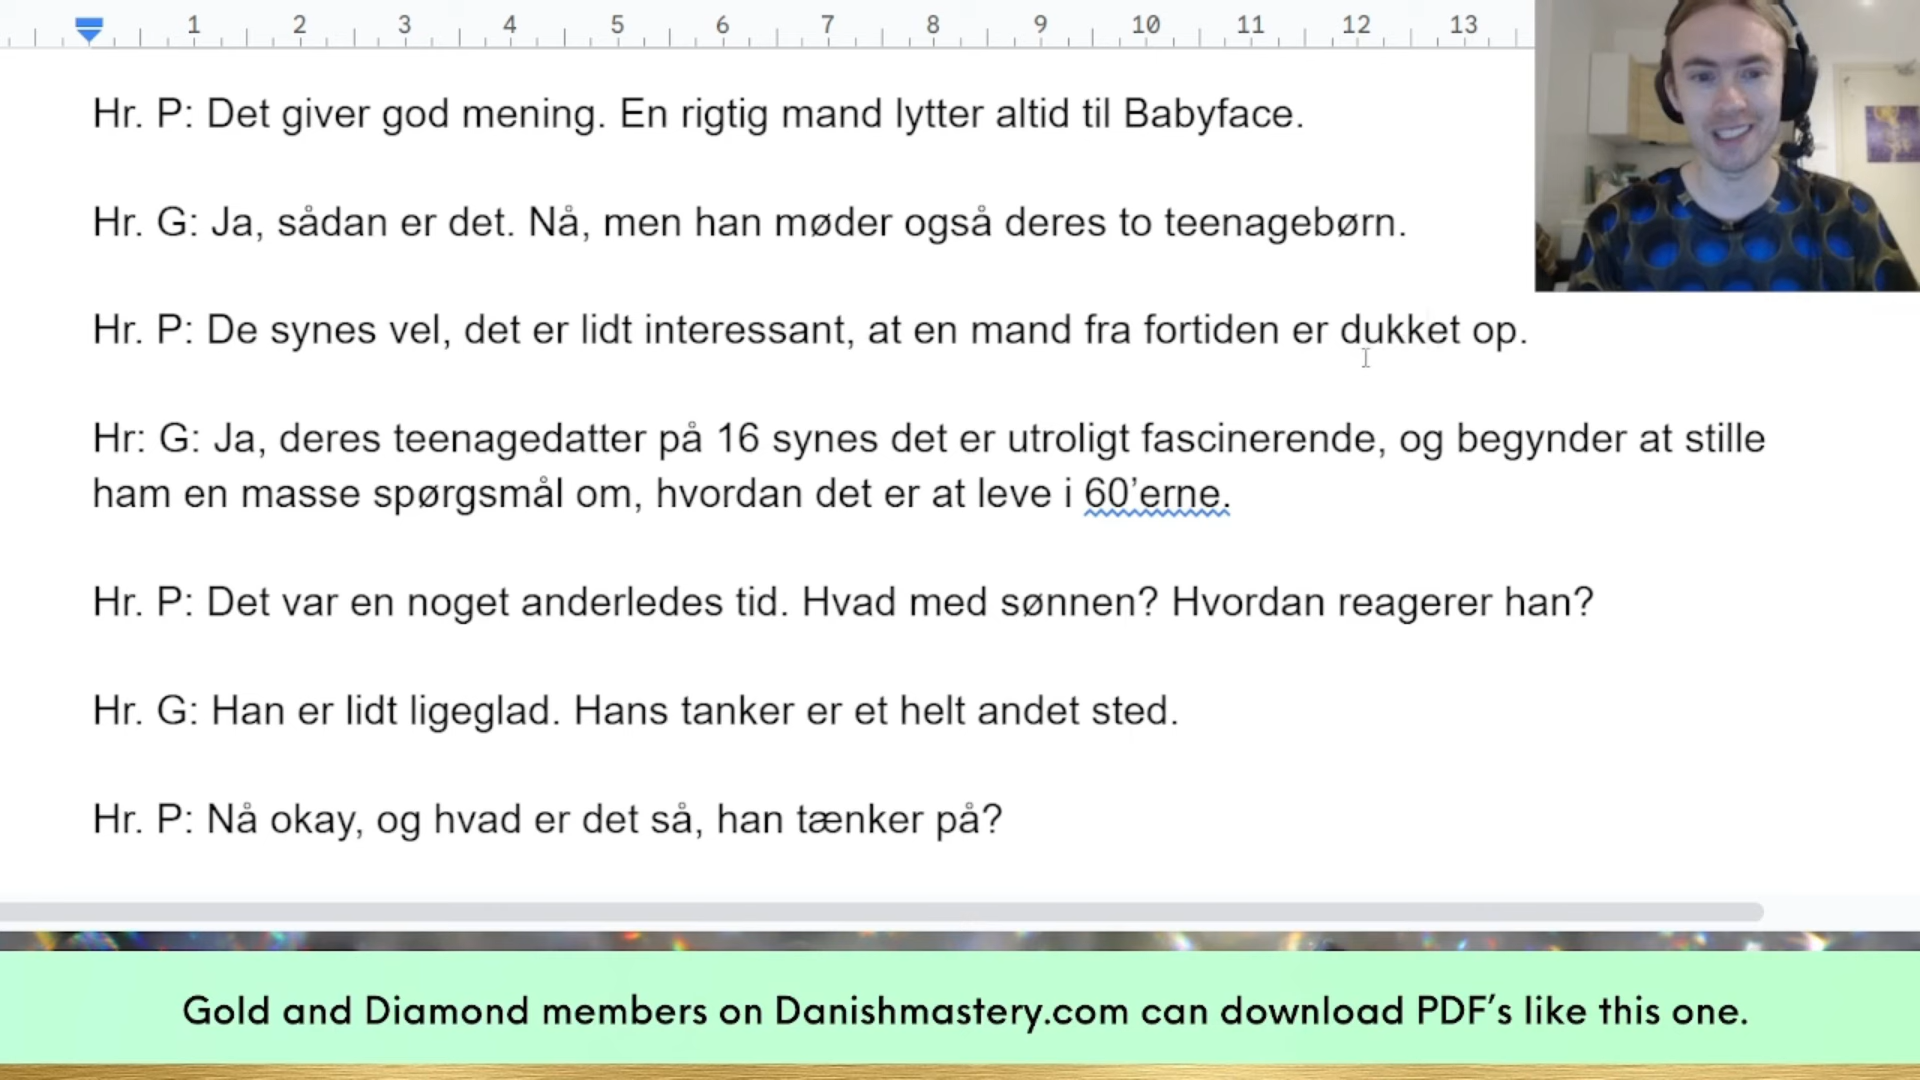 1 2 3 4 5 6 7 8 9 10 11 12 13
Hr. P: Det giver god mening. En rigtig mand lytter altid til Babyface.
Hr. G: Ja, sådan er det. Nå, men han møder også deres to teenagebørn.
Hr. P: De synes vel, det er lidt interessant, at en mand fra fortiden er dukket op.
Hr: G: Ja, deres teenagedatter på 16 synes det er utroligt fascinerende, og begynder at stille
ham en masse spørgsmål om, hvordan det er at leve i 60’erne.
Hr. P: Det var en noget anderledes tid. Hvad med sønnen? Hvordan reagerer han?
Hr. G: Han er lidt ligeglad. Hans tanker er et helt andet sted.
Hr. P: Nå okay, og hvad er det så, han tænker på?
Gold and Diamond members on Danishmastery.com can download PDF’s like this one.